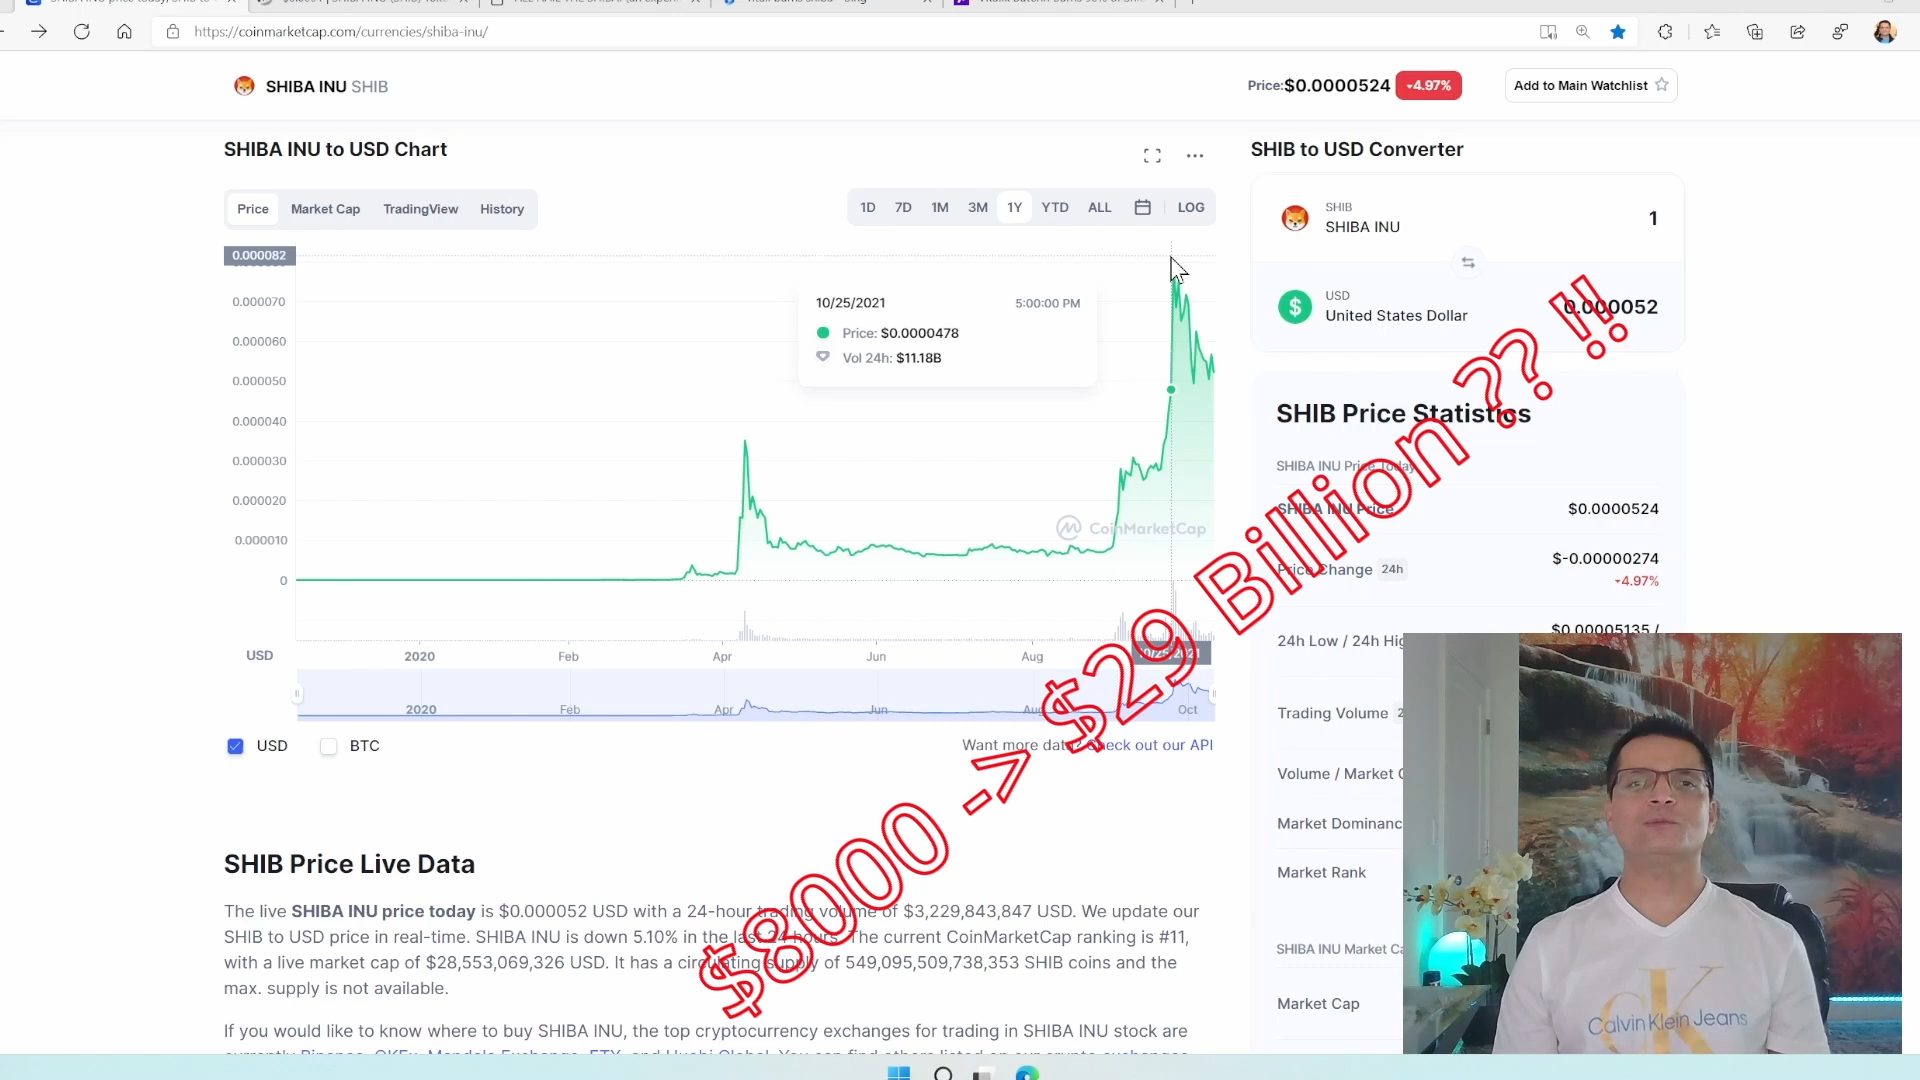 https://coinmarketcap.com/currencies/shiba-inu/
SHIBA INU SHIB
Price:$0.0000524
4.97%
Add to Main Watchlist
SHIBA INU to USD Chart
Price
Market Cap
TradingView
History
1D
7D
1M
3M
1Y
YTD
ALL
LOG
0.000082
0.000070
0.000060
0.000050
0.000040
0.000030
0.000020
0.000010
0
10/25/2021
5:00:00 PM
Price: $0.0000478
Vol 24h: $11.18B
CoinMarketCap
USD
2020
Feb
Apr
Jun
Aug
2020
Feb
Apr
Jun
Aug
Oct
USD
BTC
Want more data? Check out our API
SHIB to USD Converter
SHIB
SHIBA INU
1
USD
United States Dollar
0.000052
SHIB Price Statistics
SHIBA INU Price Today
SHIBA INU Price
$0.0000524
Price Change 24h
$-0.00000274
4.97%
24h Low / 24h Hig
$0.00005135 /
Trading Volume
Volume / Market C
Market Dominanc
Market Rank
SHIBA INU Market Ca
Market Cap
$8000 -> $29 Billion ?? !!
SHIB Price Live Data
The live SHIBA INU price today is $0.000052 USD with a 24-hour trading volume of $3,229,843,847 USD. We update our
SHIB to USD price in real-time. SHIBA INU is down 5.10% in the last 24 hours. The current CoinMarketCap ranking is #11,
with a live market cap of $28,553,069,326 USD. It has a circulating supply of 549,095,509,738,353 SHIB coins and the
max. supply is not available.
If you would like to know where to buy SHIBA INU, the top cryptocurrency exchanges for trading in SHIBA INU stock are
Calvin Klein Jeans